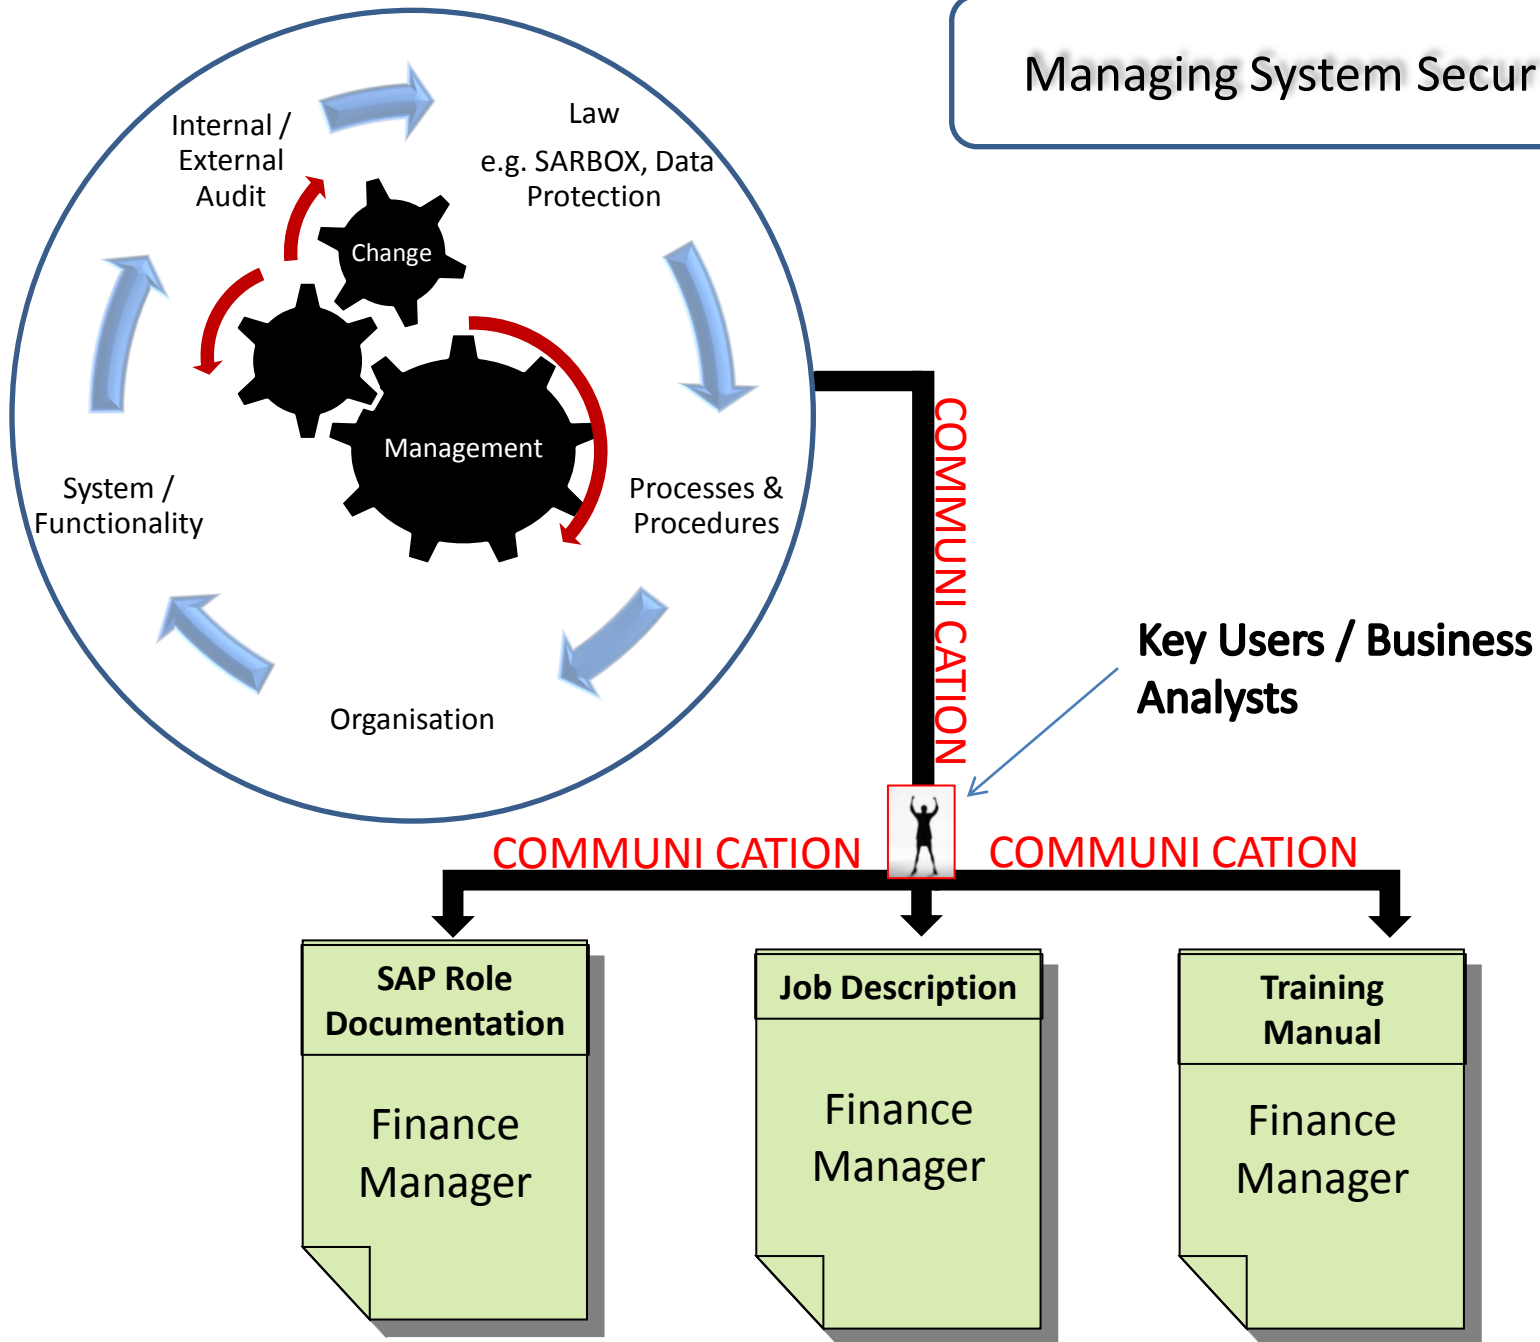 Managing System Secur
Internal /
External
Audit
Law
e.g. SARBOX, Data
Protection
Change
Management
System /
Functionality
Processes &
Procedures
Organisation
COMMUNI CATION
Key Users / Business
Analysts
COMMUNI CATION
COMMUNI CATION
SAP Role
Documentation
Finance
Manager
Job Description
Finance
Manager
Training
Manual
Finance
Manager